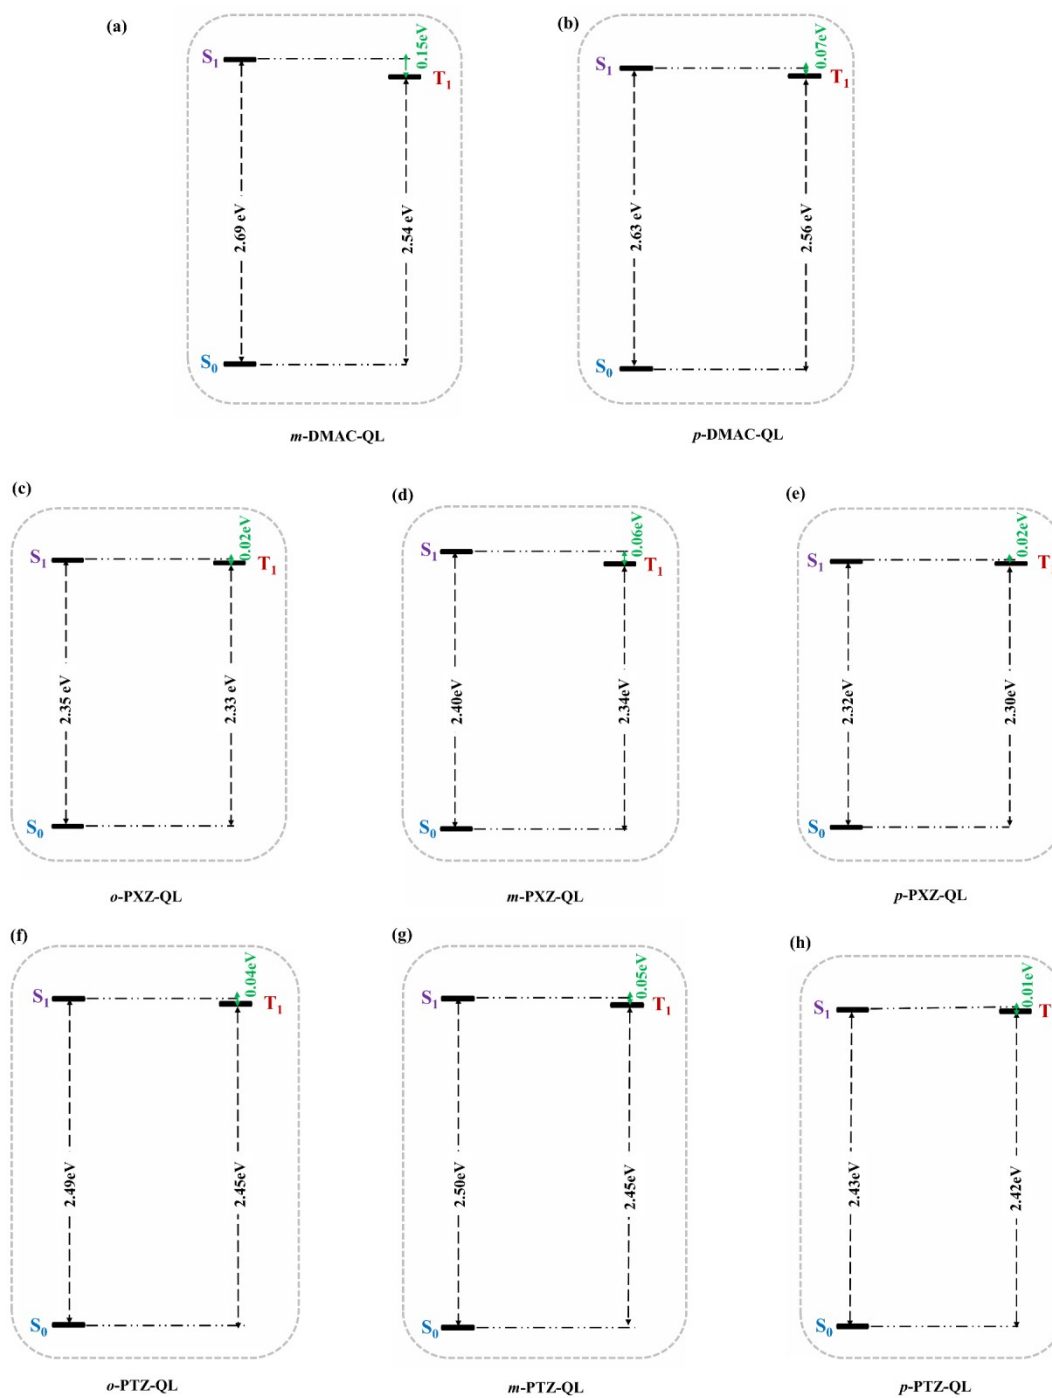 (a)
0.15eV
S1
T1
2.69 eV
2.54 eV
S0
m-DMAC-QL
(b)
0.07eV
S1
T1
2.63 eV
2.56 eV
S0
p-DMAC-QL
(c)
0.02eV
S1
T1
2.35 eV
2.33 eV
S0
o-PXZ-QL
(d)
0.06eV
S1
T1
2.40eV
2.34eV
S0
m-PXZ-QL
(e)
0.02eV
S1
T
2.32eV
2.30eV
S0
p-PXZ-QL
(f)
0.04eV
S1
T1
2.49eV
2.45eV
S0
o-PTZ-QL
(g)
0.05eV
S1
T1
2.50eV
2.45eV
S0
m-PTZ-QL
(h)
0.01eV
S1
T
2.43eV
2.42eV
S0
p-PTZ-QL